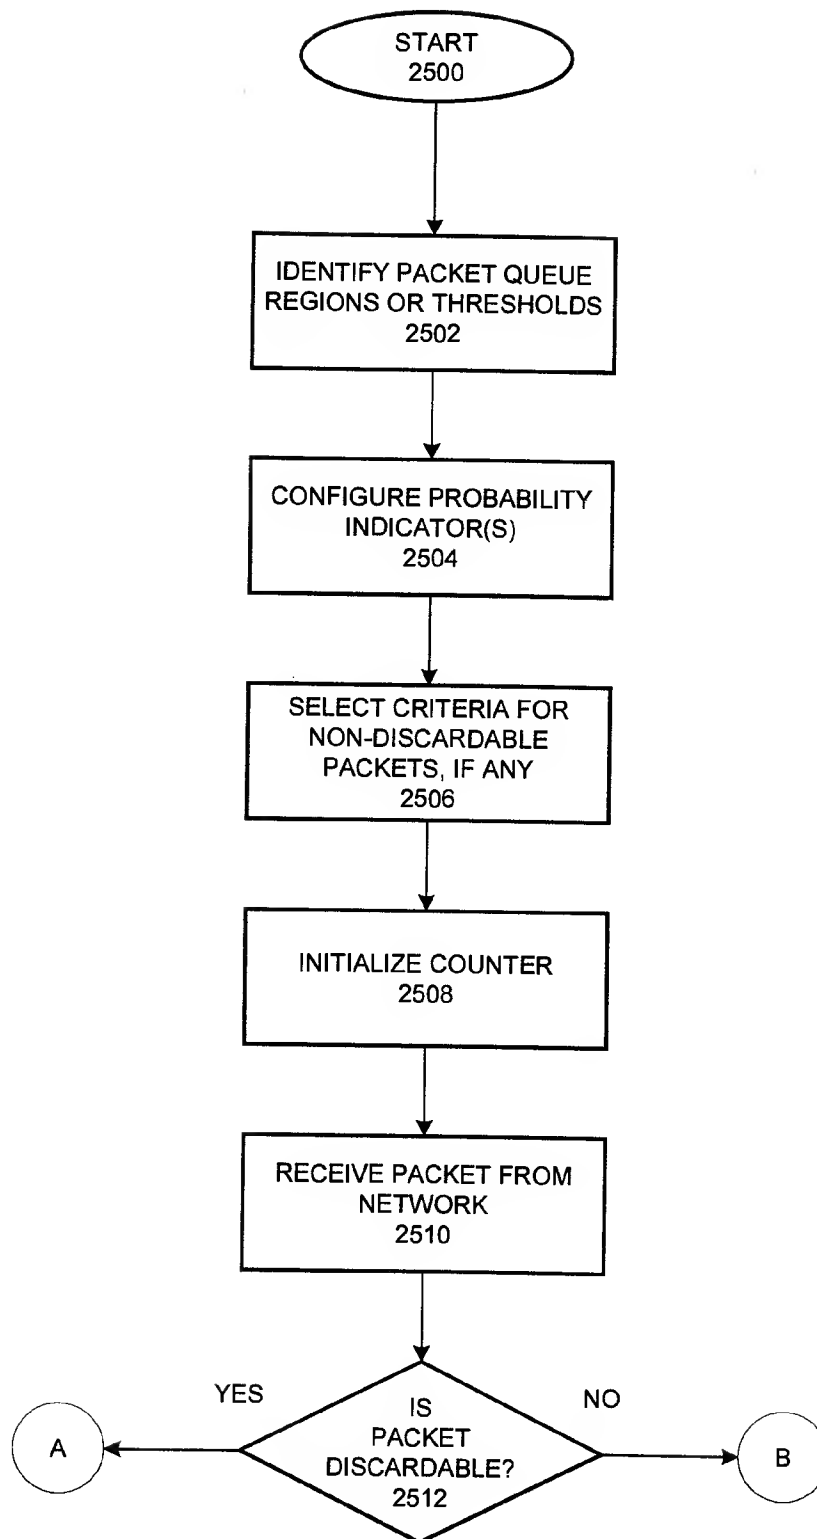 START
2500
IDENTIFY PACKET QUEUE
REGIONS OR THRESHOLDS
2502
CONFIGURE PROBABILITY
INDICATOR(S)
2504
SELECT CRITERIA FOR
NON-DISCARDABLE
PACKETS, IF ANY
2506
INITIALIZE COUNTER
2508
RECEIVE PACKET FROM
NETWORK
2510
YES
NO
IS
PACKET
DISCARDABLE?
2512
A
B